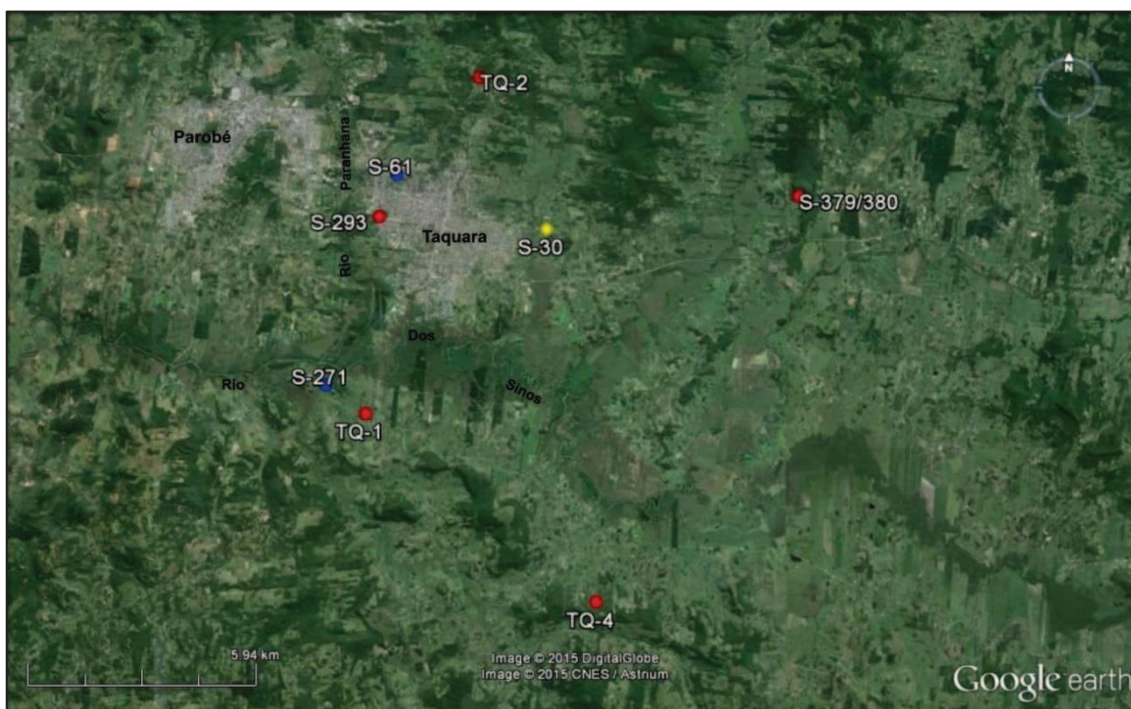 N
TQ-2
Parobé
Rio Paranhana
S-61
S-379/380
S-293
Taquara
S-30
Rio Dos Sinos
S-271
TQ-1
TQ-4
5.94 km
Image © 2015 DigitalGlobe
Image © 2015 CNES / Astrium
Google earth